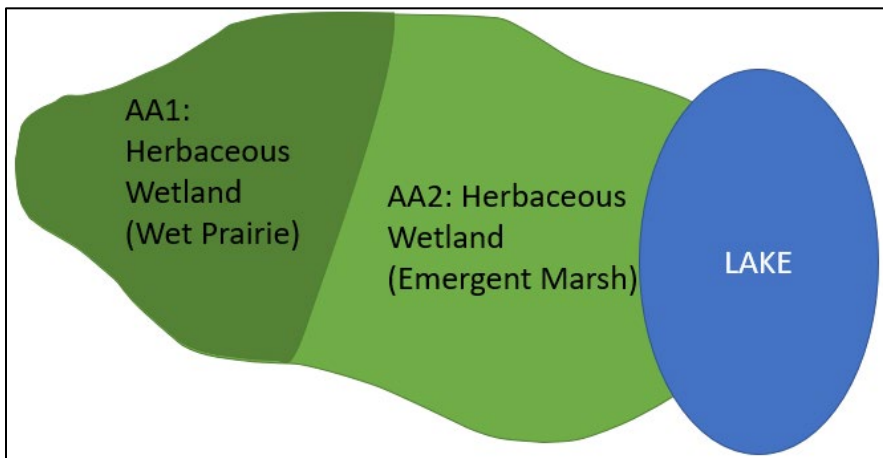 AA1:
Herbaceous
Wetland
(Wet Prairie)
AA2: Herbaceous
Wetland
(Emergent Marsh)
LAKE